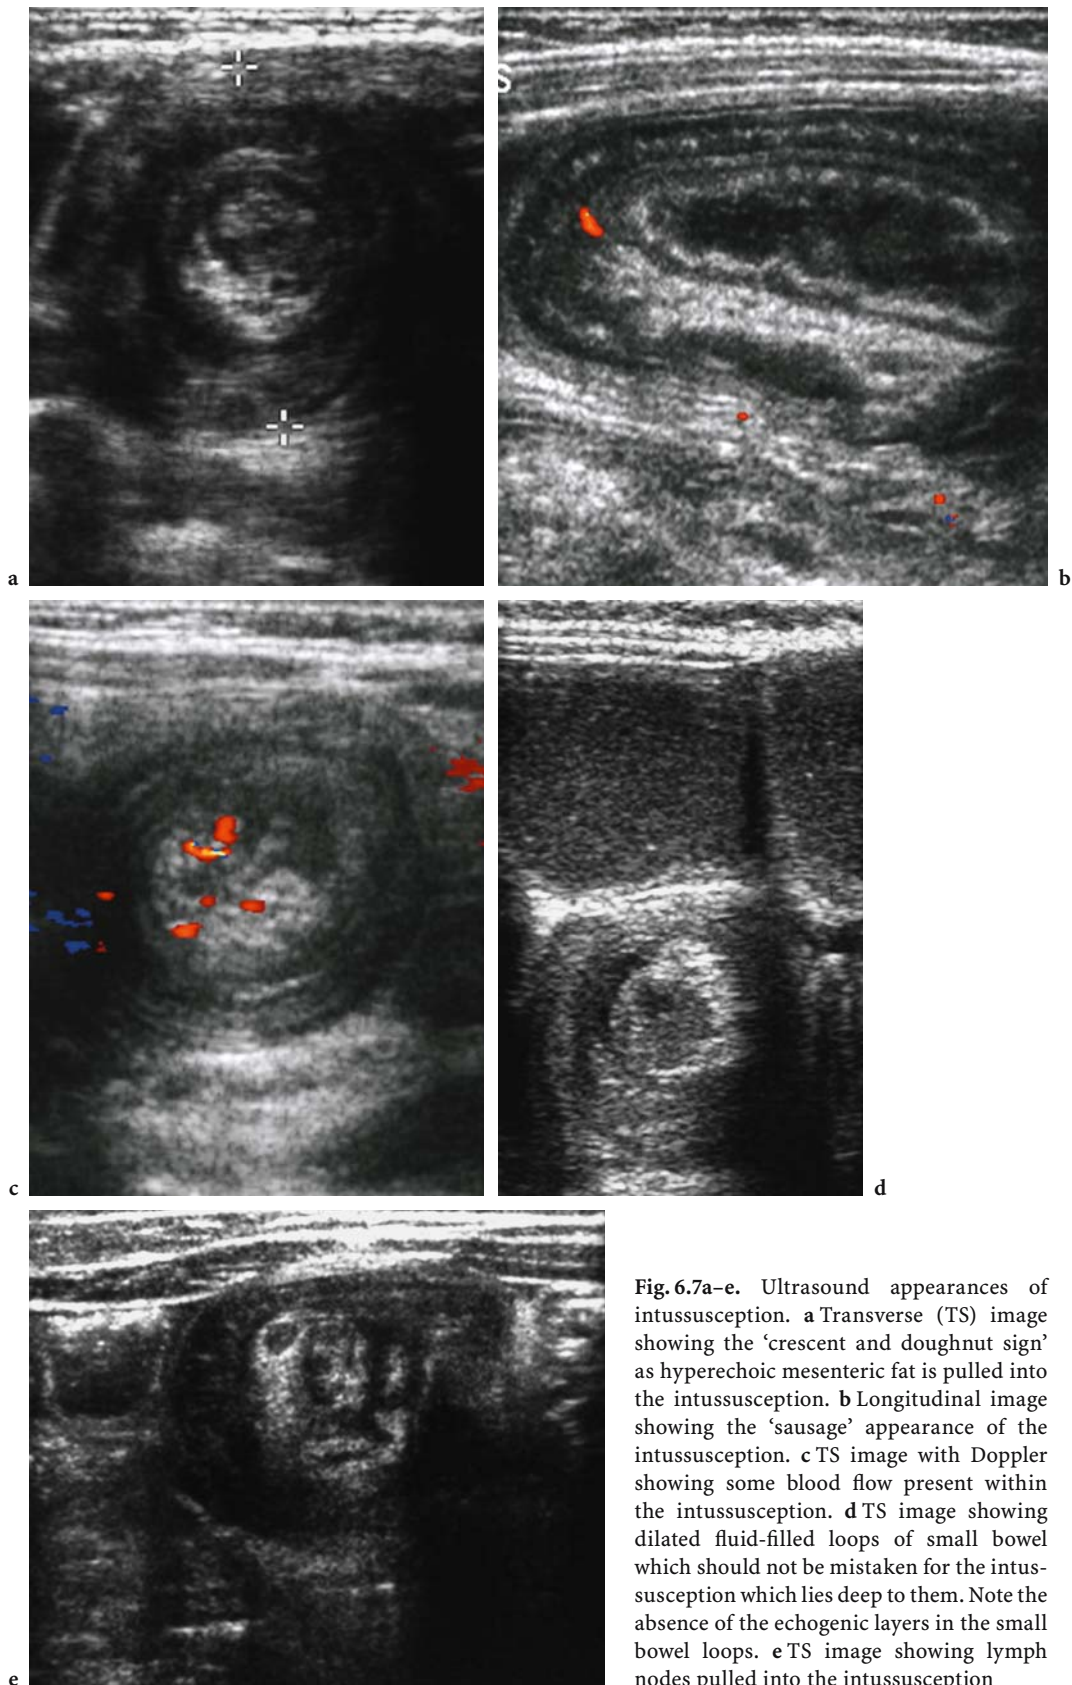 S
a
b
c
d
e
Fig. 6.7a–e. Ultrasound appearances of
intussusception. a Transverse (TS) image
showing the ‘crescent and doughnut sign’
as hyperechoic mesenteric fat is pulled into
the intussusception. b Longitudinal image
showing the ‘sausage’ appearance of the
intussusception. c TS image with Doppler
showing some blood flow present within
the intussusception. d TS image showing
dilated fluid-filled loops of small bowel
which should not be mistaken for the intus-
susception which lies deep to them. Note the
absence of the echogenic layers in the small
bowel loops. e TS image showing lymph
nodes pulled into the intussusception